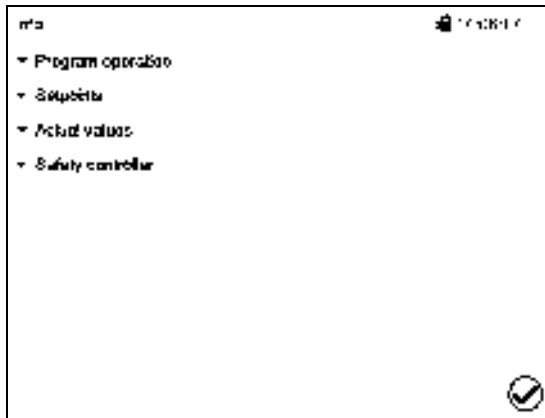 Info
Program operation
Setpoints
Actual values
Safety controller